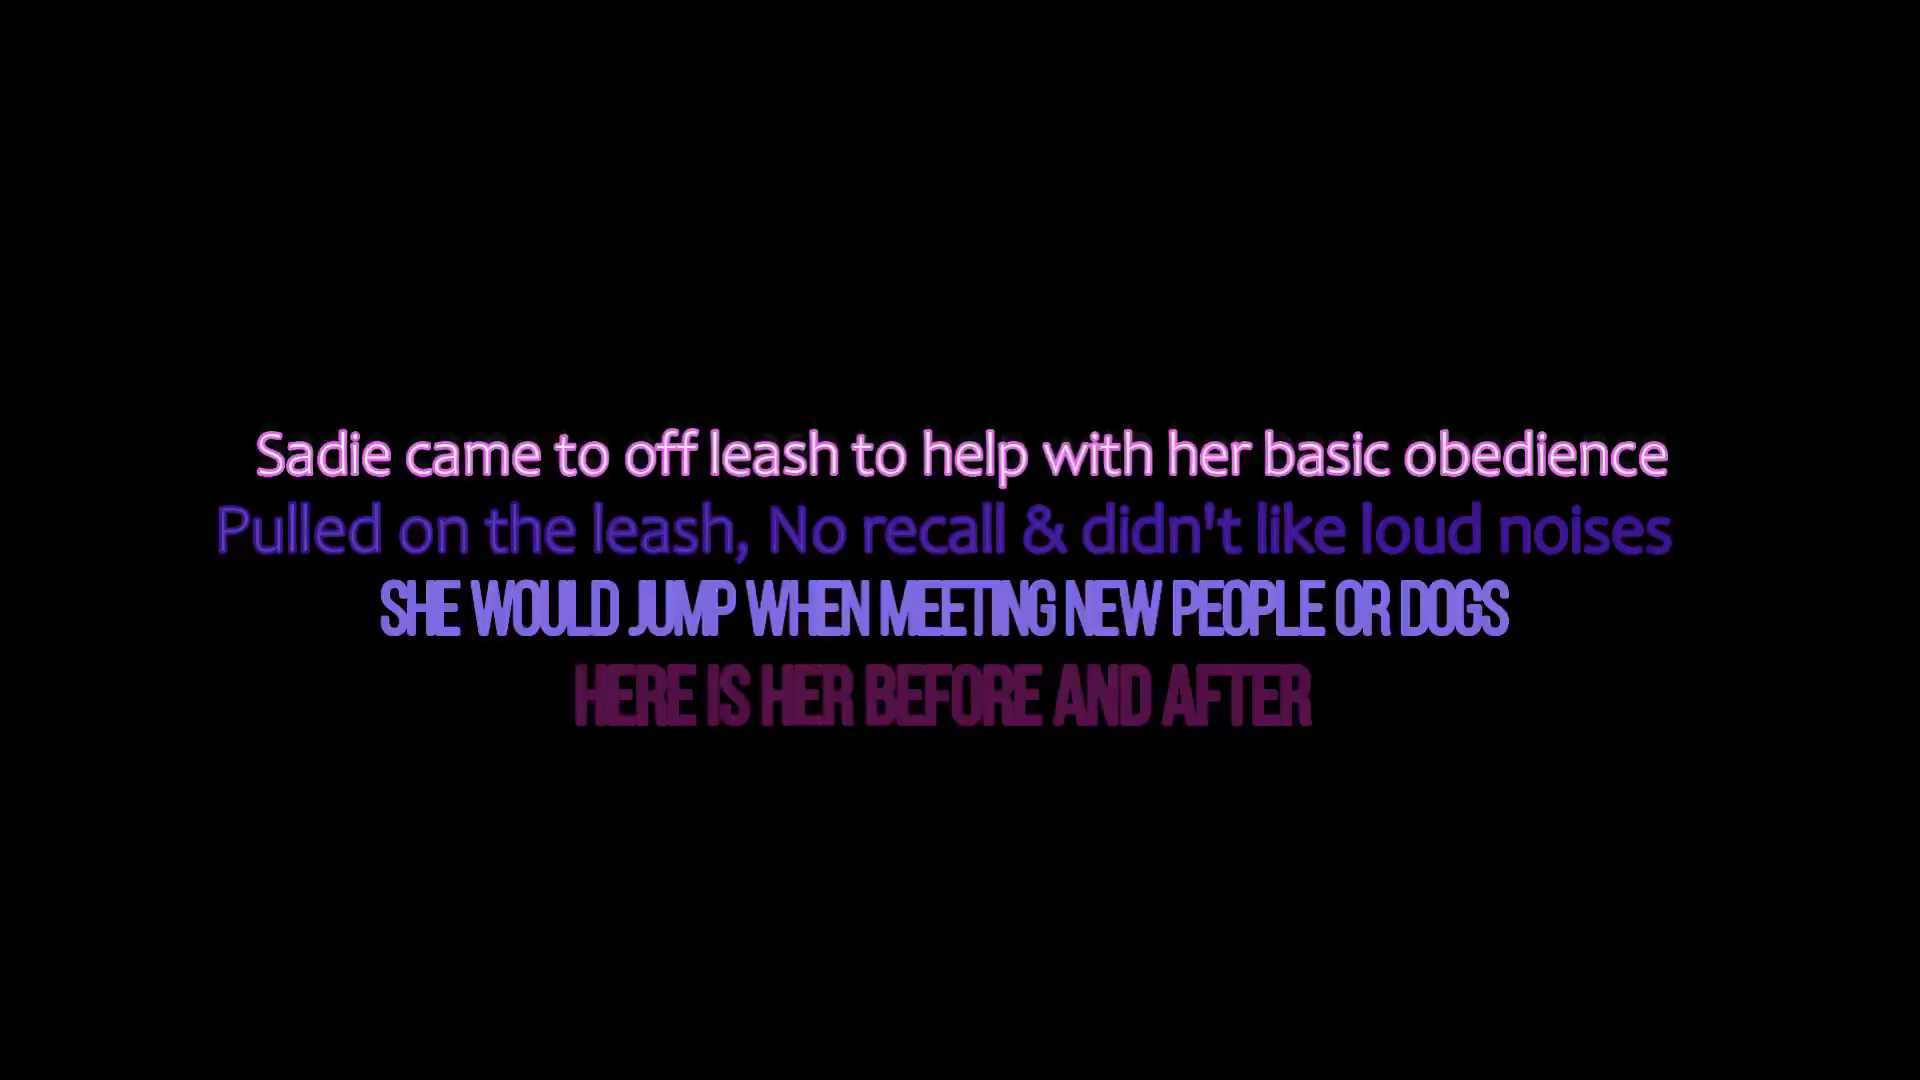 Sadie came to off leash to help with her basic obedience
Pulled on the leash, No recall & didn't like loud noises
SHE WOULD JUMP WHEN MEETING NEW PEOPLE OR DOGS
HERE IS HER BEFORE AND AFTER